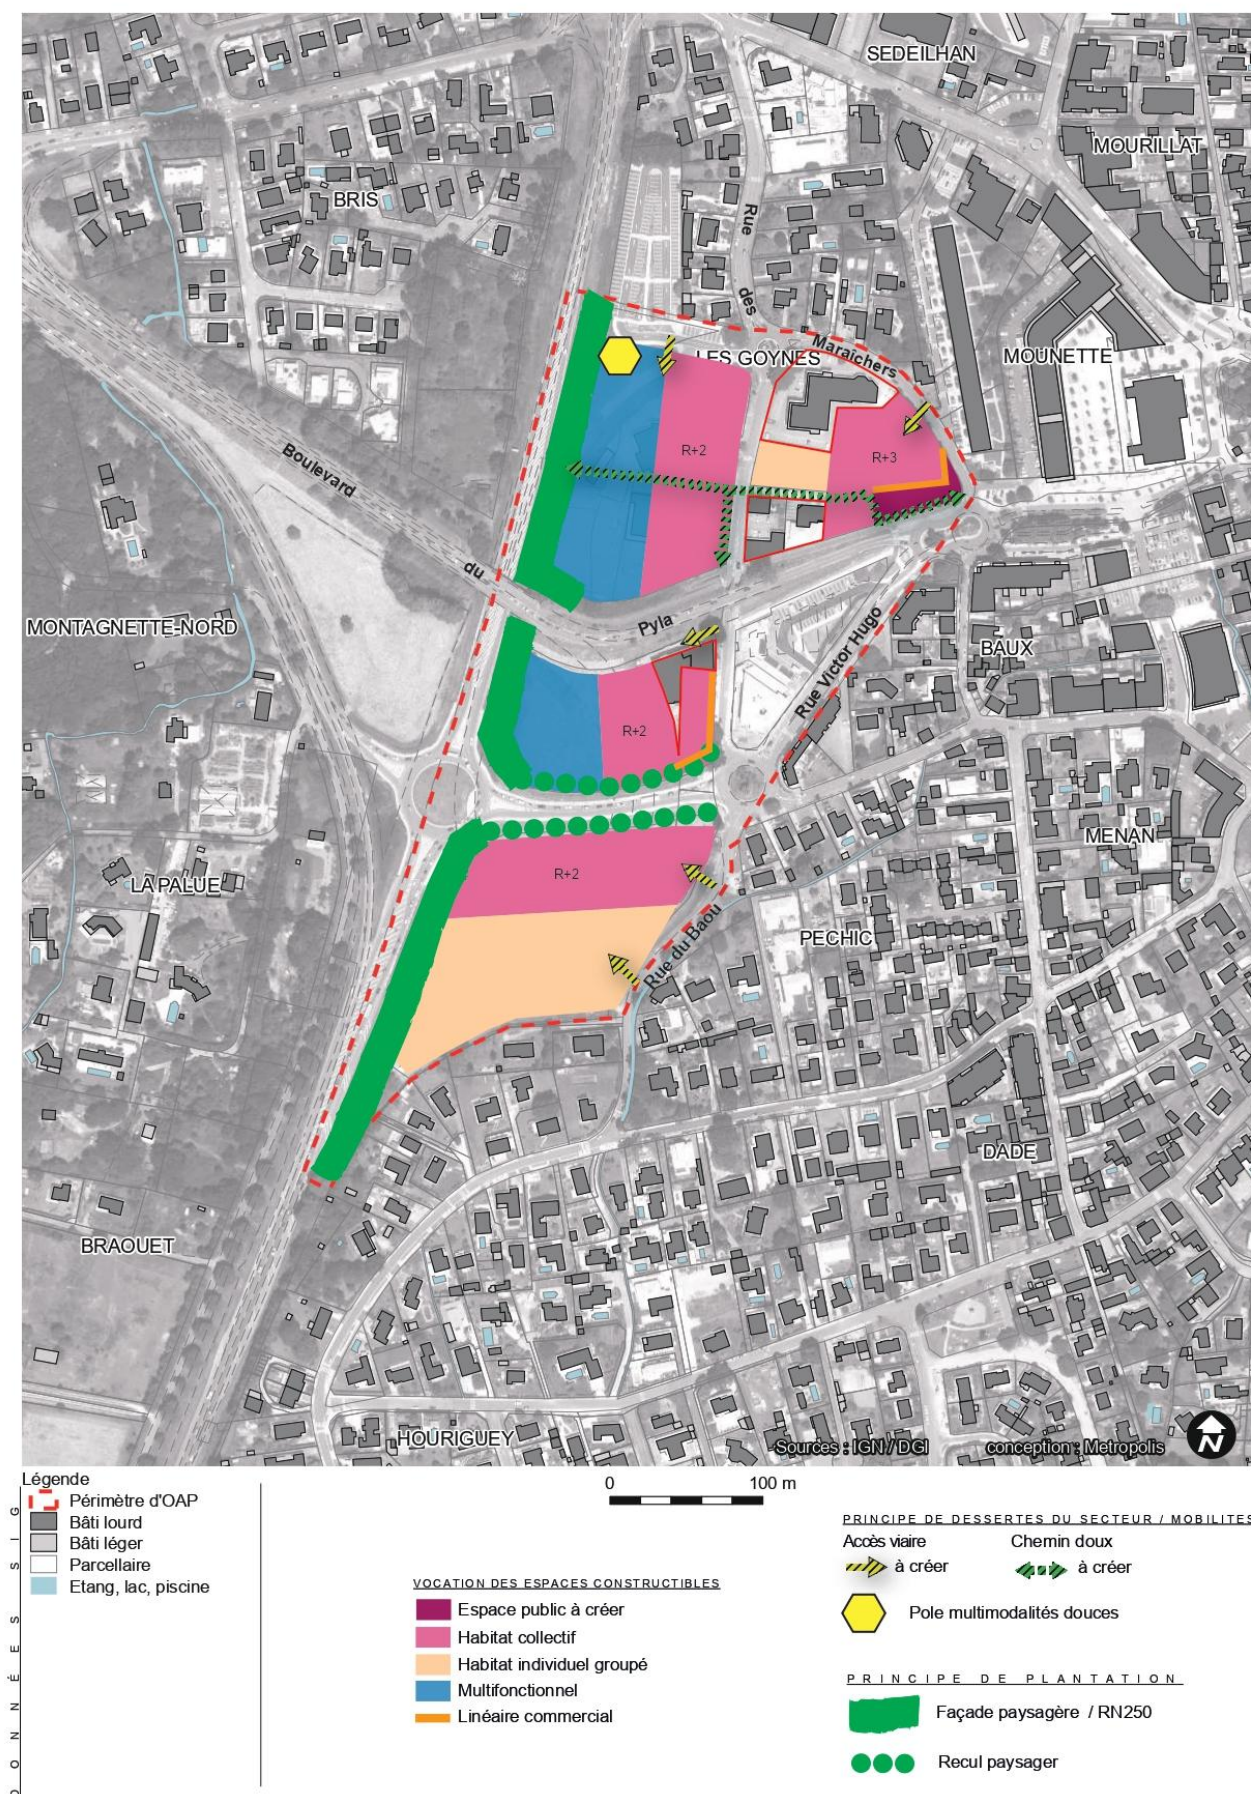 SEDEILHAN
MOURILLAT
BRIS
Rue
des
Maraîchers
LES GOYNES
MOUNETTE
R+2
R+3
Boulevard
du
Pyla
MONTAGNETTE-NORD
Rue Victor Hugo
BAUX
R+2
MENAN
R+2
LA PALUE
PECHIC
Rue du Baou
DADE
BRAOUET
HOURIGUEY
Sources : IGN / DGI
conception : Metropolis
N
Légende
Périmètre d'OAP
Bâti lourd
Bâti léger
Parcellaire
Etang, lac, piscine
DONNÉES SIG
0 100 m
VOCATION DES ESPACES CONSTRUCTIBLES
Espace public à créer
Habitat collectif
Habitat individuel groupé
Multifonctionnel
Linéaire commercial
PRINCIPE DE DESSERTES DU SECTEUR / MOBILITES
Accès viaire Chemin doux
à créer à créer
Pole multimodalités douces
PRINCIPE DE PLANTATION
Façade paysagère / RN250
Recul paysager